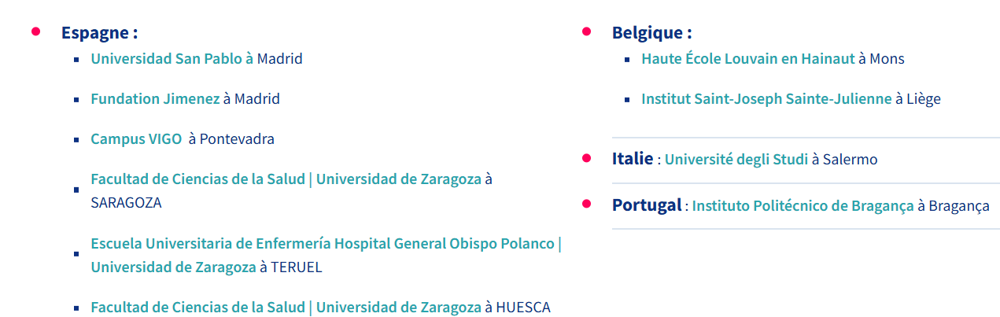 Espagne :
Universidad San Pablo à Madrid
Fundation Jimenez à Madrid
Campus VIGO à Pontevadra
Facultad de Ciencias de la Salud | Universidad de Zaragoza à
SARAGOZA
Escuela Universitaria de Enfermería Hospital General Obispo Polanco |
Universidad de Zaragoza à TERUEL
Facultad de Ciencias de la Salud | Universidad de Zaragoza à HUESCA
Belgique :
Haute École Louvain en Hainaut à Mons
Institut Saint-Joseph Sainte-Julienne à Liège
Italie : Université degli Studi à Salermo
Portugal : Instituto Politécnico de Bragança à Bragança